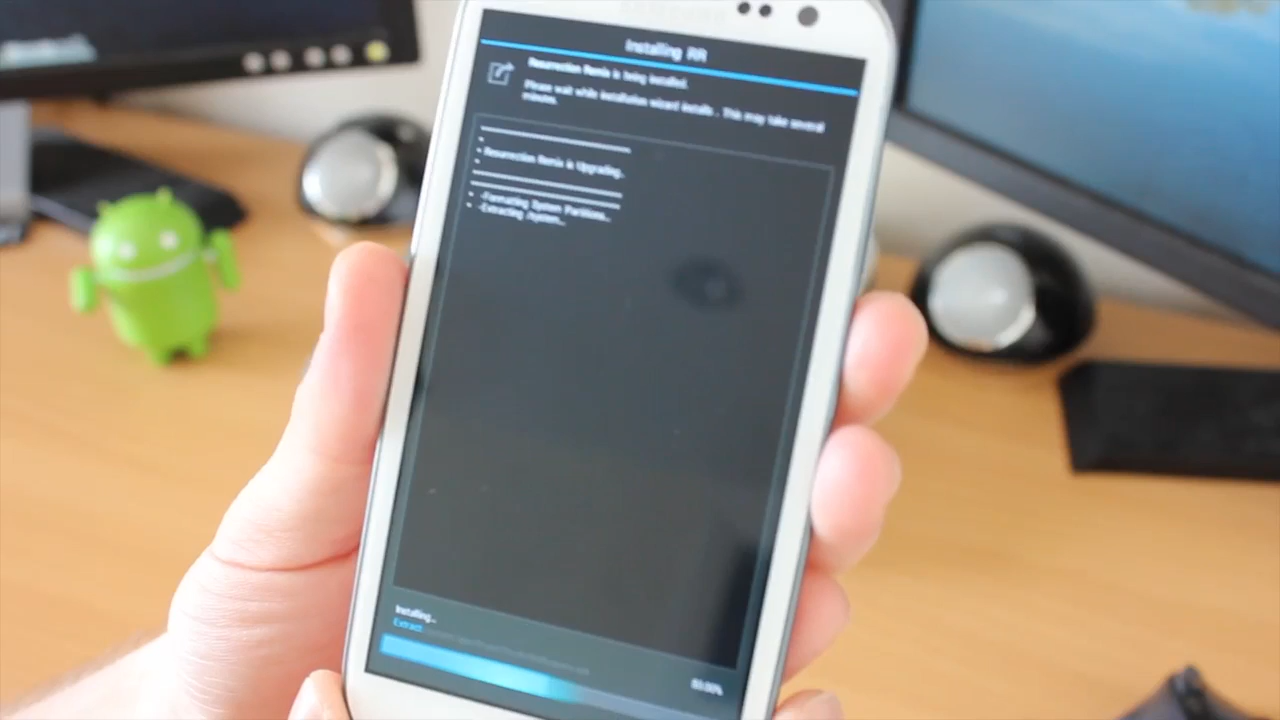 Installing RR
Resurrection Remix is being installed.
Please wait while installation wizard installs . This may take several
minutes.
- Resurrection Remix is Upgrading..
-Formating System Partitions...
-Extracting /system...
Installing...
Extract